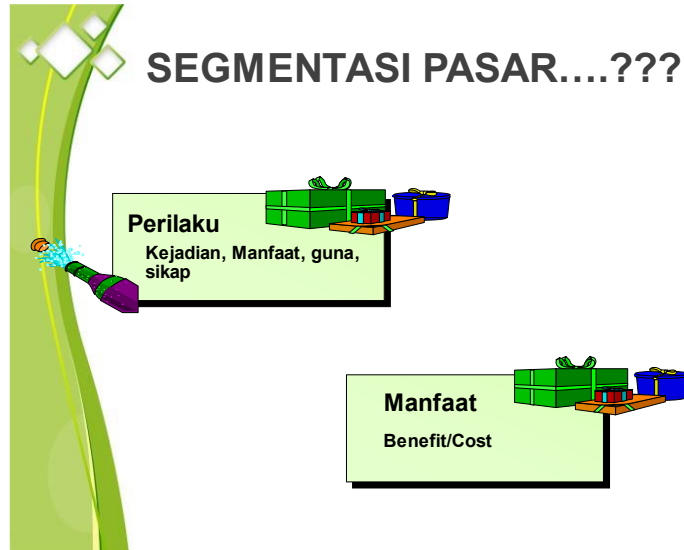 SEGMENTASI PASAR....???
Perilaku
Kejadian, Manfaat, guna,
sikap
Manfaat
Benefit/Cost